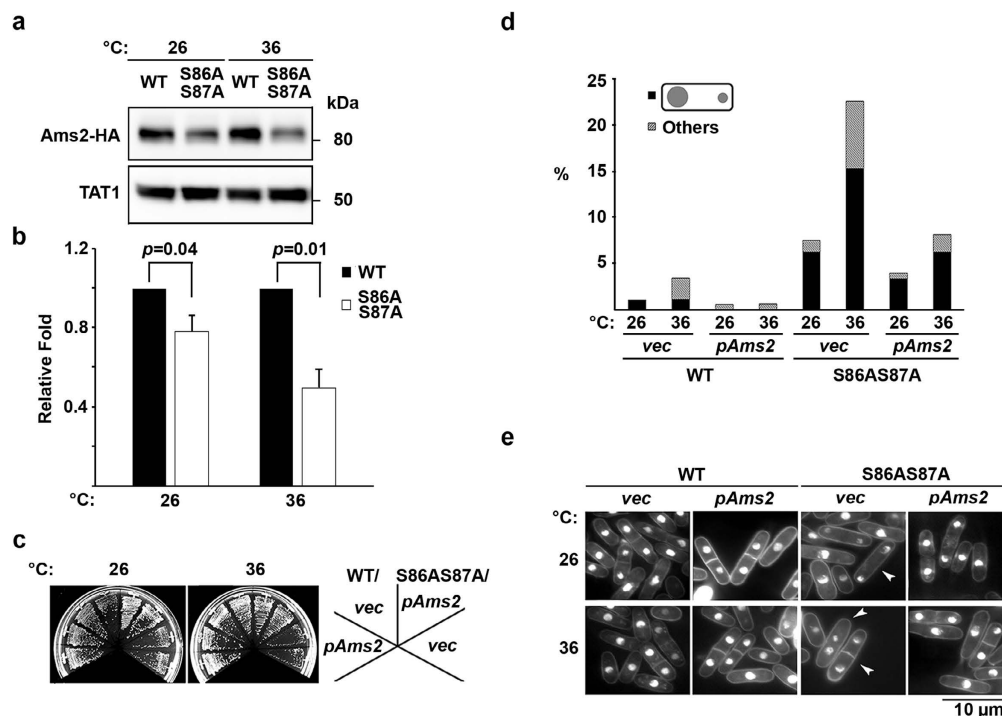 a
°C: 26 36
WT S86A S87A WT S86A S87A
kDa
Ams2-HA
80
TAT1
50
b
Relative Fold
1.2
0.8
0.4
p=0.04
p=0.01
WT
S86A
S87A
°C: 26 36
c
°C: 26 36
WT/ S86AS87A/
vec pAms2
pAms2 vec
d
25
20
15
10
5
%
Others
°C: 26 36 26 36 26 36 26 36
vec pAms2 vec pAms2
WT S86AS87A
e
WT S86AS87A
vec pAms2 vec pAms2
°C:
26
36
10 µm